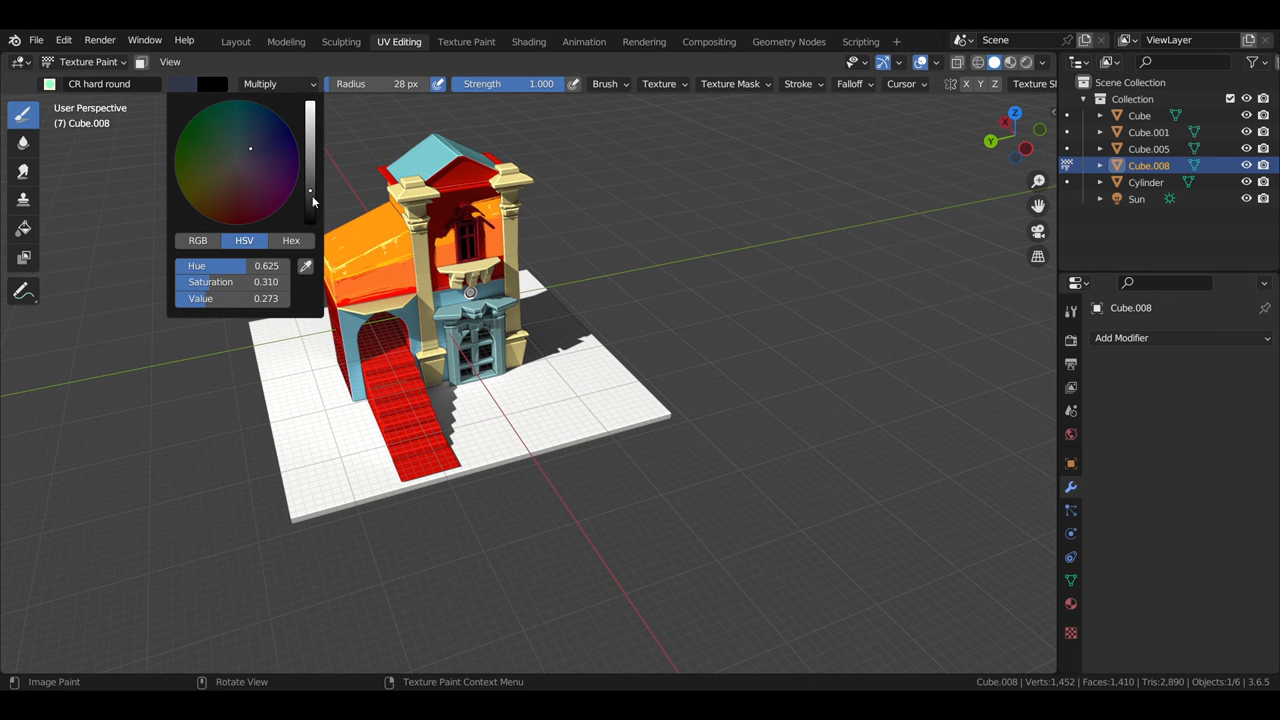 File Edit Render Window Help Layout Modeling Sculpting UV Editing Texture Paint Shading Animation Rendering Compositing Geometry Nodes Scripting + Scene ViewLayer
Texture Paint View
CR hard round Multiply Radius 28 px Strength 1.000 Brush Texture Texture Mask Stroke Falloff Cursor X Y Z Texture Sl
User Perspective
(7) Cube.008
RGB HSV Hex
Hue 0.625
Saturation 0.310
Value 0.273
Z
X
Y
Scene Collection
Collection
Cube
Cube.001
Cube.005
Cube.008
Cylinder
Sun
Cube.008
Add Modifier
Image Paint Rotate View Texture Paint Context Menu Cube.008 | Verts:1,452 | Faces:1,410 | Tris:2,890 | Objects:1/6 | 3.6.5